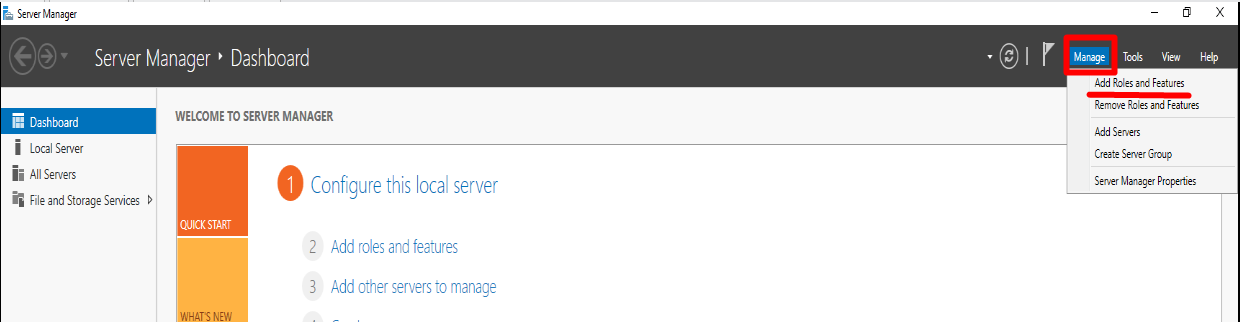 Server Manager
Server Manager ‣ Dashboard
Manage Tools View Help
Add Roles and Features
Remove Roles and Features
Add Servers
Create Server Group
Server Manager Properties
Dashboard
Local Server
All Servers
File and Storage Services
WELCOME TO SERVER MANAGER
QUICK START
WHAT'S NEW
1 Configure this local server
2 Add roles and features
3 Add other servers to manage